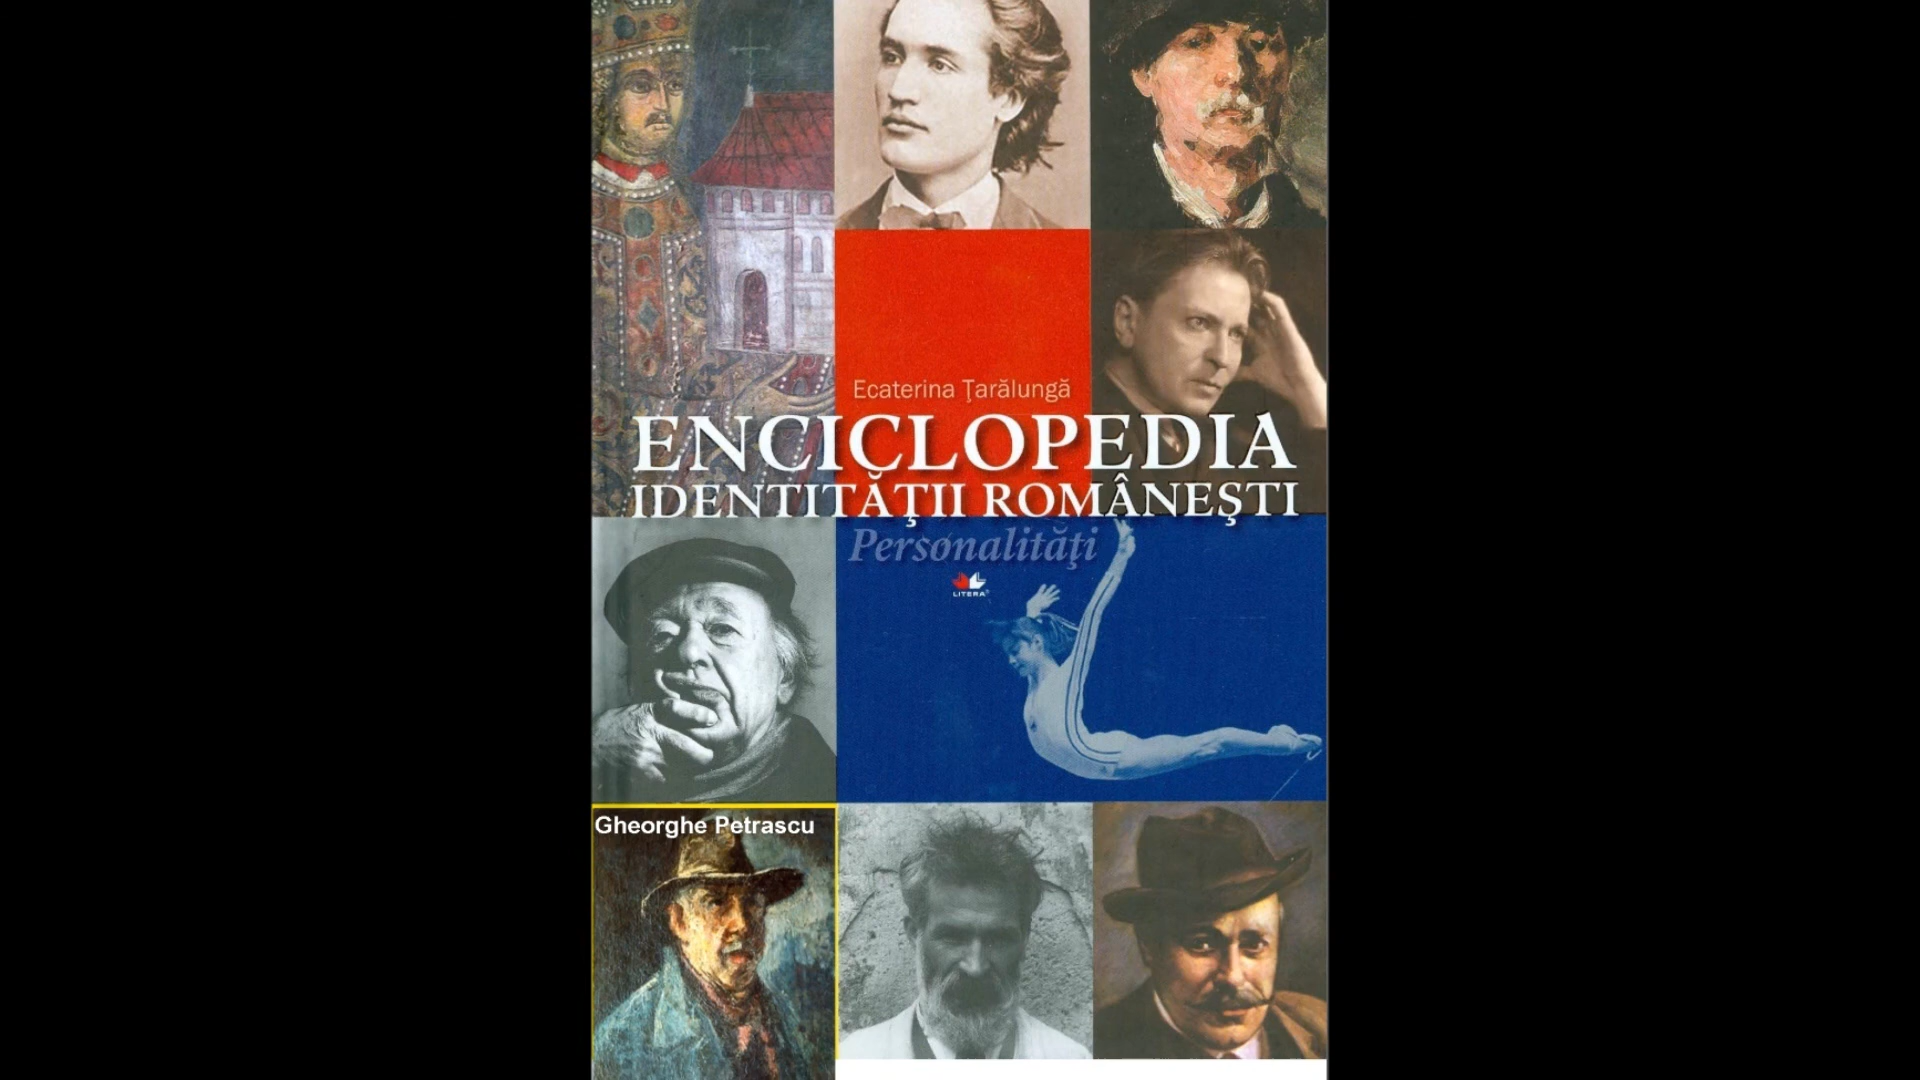 Ecaterina Ţarălungă
ENCICLOPEDIA
IDENTITĂŢII ROMÂNEŞTI
Personalităţi
LITERA®
Gheorghe Petrascu